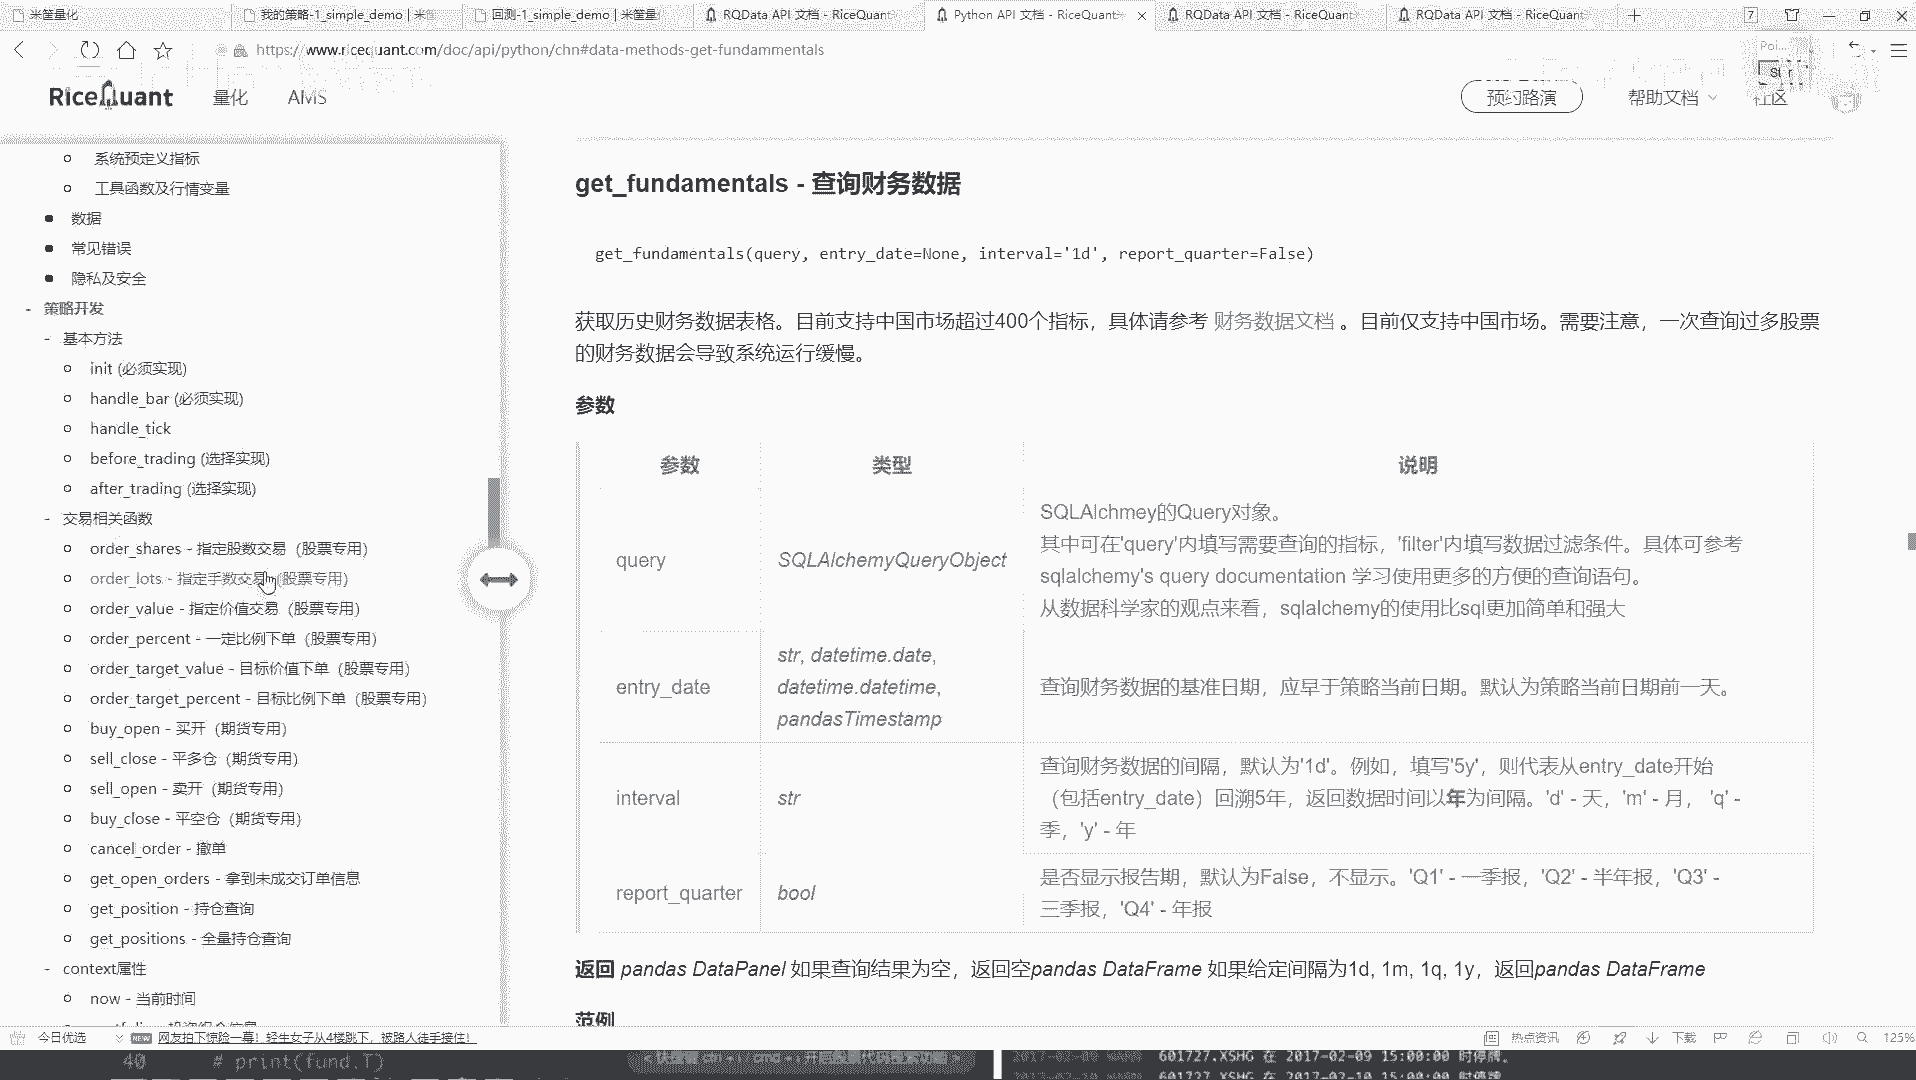 米筐量化
我的策略-1_simple_demo | 米筐
回测-1_simple_demo | 米筐量
RQData API 文档 - RiceQuant
Python API 文档 - RiceQuant
RQData API 文档 - RiceQuant
RQData API 文档 - RiceQuant
7
https://www.ricequant.com/doc/api/python/chn#data-methods-get-fundammentals
RiceQuant
量化
AMS
预约路演
帮助文档
社区
系统预定义指标
工具函数及行情变量
数据
常见错误
隐私及安全
- 策略开发
- 基本方法
init (必须实现)
handle_bar (必须实现)
handle_tick
before_trading (选择实现)
after_trading (选择实现)
- 交易相关函数
order_shares - 指定股数交易（股票专用）
order_lots - 指定手数交易（股票专用）
order_value - 指定价值交易（股票专用）
order_percent - 一定比例下单（股票专用）
order_target_value - 目标价值下单（股票专用）
order_target_percent - 目标比例下单（股票专用）
buy_open - 买开（期货专用）
sell_close - 平多仓（期货专用）
sell_open - 卖开（期货专用）
buy_close - 平空仓（期货专用）
cancel_order - 撤单
get_open_orders - 拿到未成交订单信息
get_position - 持仓查询
get_positions - 全量持仓查询
- context属性
now - 当前时间
get_fundamentals - 查询财务数据
get_fundamentals(query, entry_date=None, interval='1d', report_quarter=False)
获取历史财务数据表格。目前支持中国市场超过400个指标，具体请参考 财务数据文档 。目前仅支持中国市场。需要注意，一次查询过多股票
的财务数据会导致系统运行缓慢。
参数
参数 类型 说明
query SQLAlchemyQueryObject
SQLAlchmey的Query对象。
其中可在'query'内填写需要查询的指标，'filter'内填写数据过滤条件。具体可参考
sqlalchemy's query documentation 学习使用更多的方便的查询语句。
从数据科学家的观点来看，sqlalchemy的使用比sql更加简单和强大
entry_date
str, datetime.date,
datetime.datetime,
pandasTimestamp
查询财务数据的基准日期，应早于策略当前日期。默认为策略当前日期前一天。
interval str
查询财务数据的间隔，默认为'1d'。例如，填写'5y'，则代表从entry_date开始
（包括entry_date）回溯5年，返回数据时间以年为间隔。'd' - 天，'m' - 月， 'q' -
季，'y' - 年
report_quarter bool
是否显示报告期，默认为False，不显示。'Q1' - 一季报，'Q2' - 半年报，'Q3' -
三季报，'Q4' - 年报
返回 pandas DataPanel 如果查询结果为空，返回空pandas DataFrame 如果给定间隔为1d, 1m, 1q, 1y，返回pandas DataFrame
范例
今日优选
NEW 网友拍下惊险一幕！轻生女子从4楼跳下，被路人徒手接住！
热点资讯
下载
125%
40 # print(fund.T)
601727.XSHG 在 2017-02-09 15:00:00 时停牌。
2017-02-10 WARN 601727.XSHG 在 2017-02-10 15:00:00 时停牌。